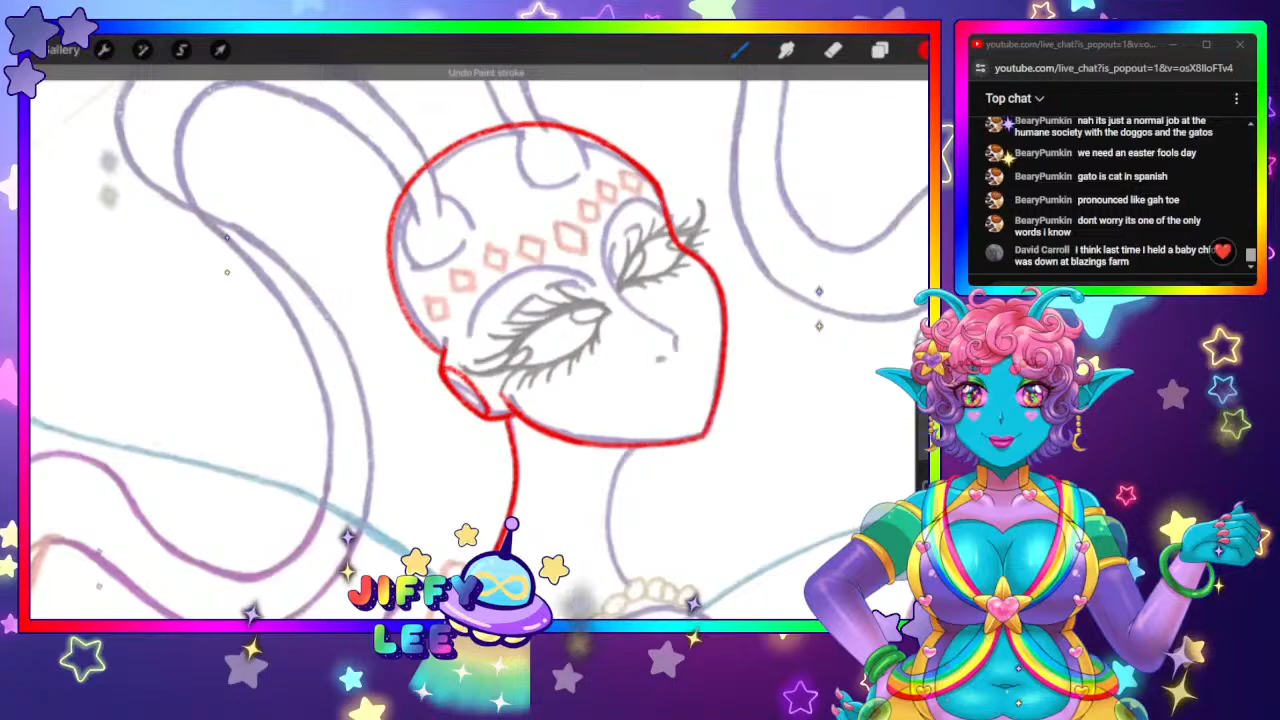 allery
Undo Paint stroke
youtube.com/live_chat?is_popout=1&v=o...
youtube.com/live_chat?is_popout=1&v=osX8IIoFTv4
Top chat
BearyPumkin nah its just a normal job at the
humane society with the doggos and the gatos
BearyPumkin we need an easter fools day
BearyPumkin gato is cat in spanish
BearyPumkin pronounced like gah toe
BearyPumkin dont worry its one of the only
words i know
David Carroll I think last time I held a baby
was down at blazings farm
JIFFY
LEE